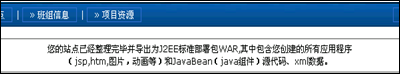 | » 班组信息 | » 项目资源
您的站点已经整理完毕并导出为J2EE标准部署包WAR,其中包含您创建的所有应用程序
（jsp,htm,图片，动画等）和JavaBean（java组件）源代码、xml数据。